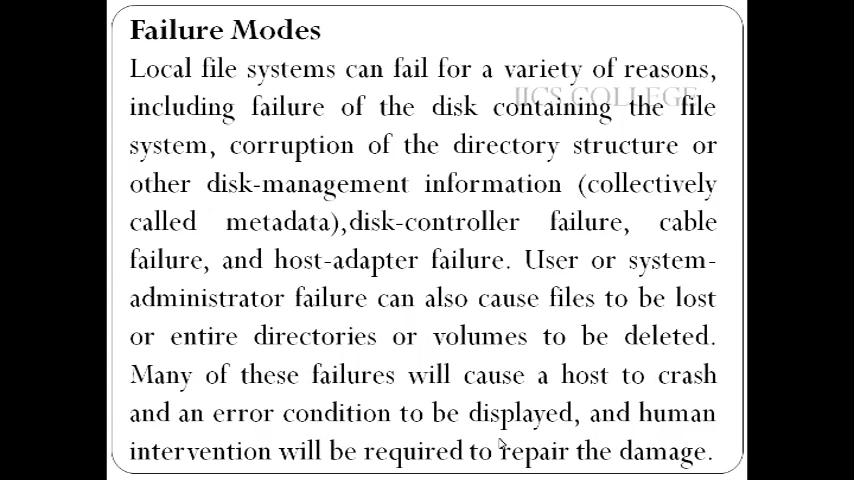 Failure Modes
Local file systems can fail for a variety of reasons,
IJCS COLLEGE
including failure of the disk containing the file
system, corruption of the directory structure or
other disk-management information (collectively
called metadata),disk-controller failure, cable
failure, and host-adapter failure. User or system-
administrator failure can also cause files to be lost
or entire directories or volumes to be deleted.
Many of these failures will cause a host to crash
and an error condition to be displayed, and human
intervention will be required to repair the damage.